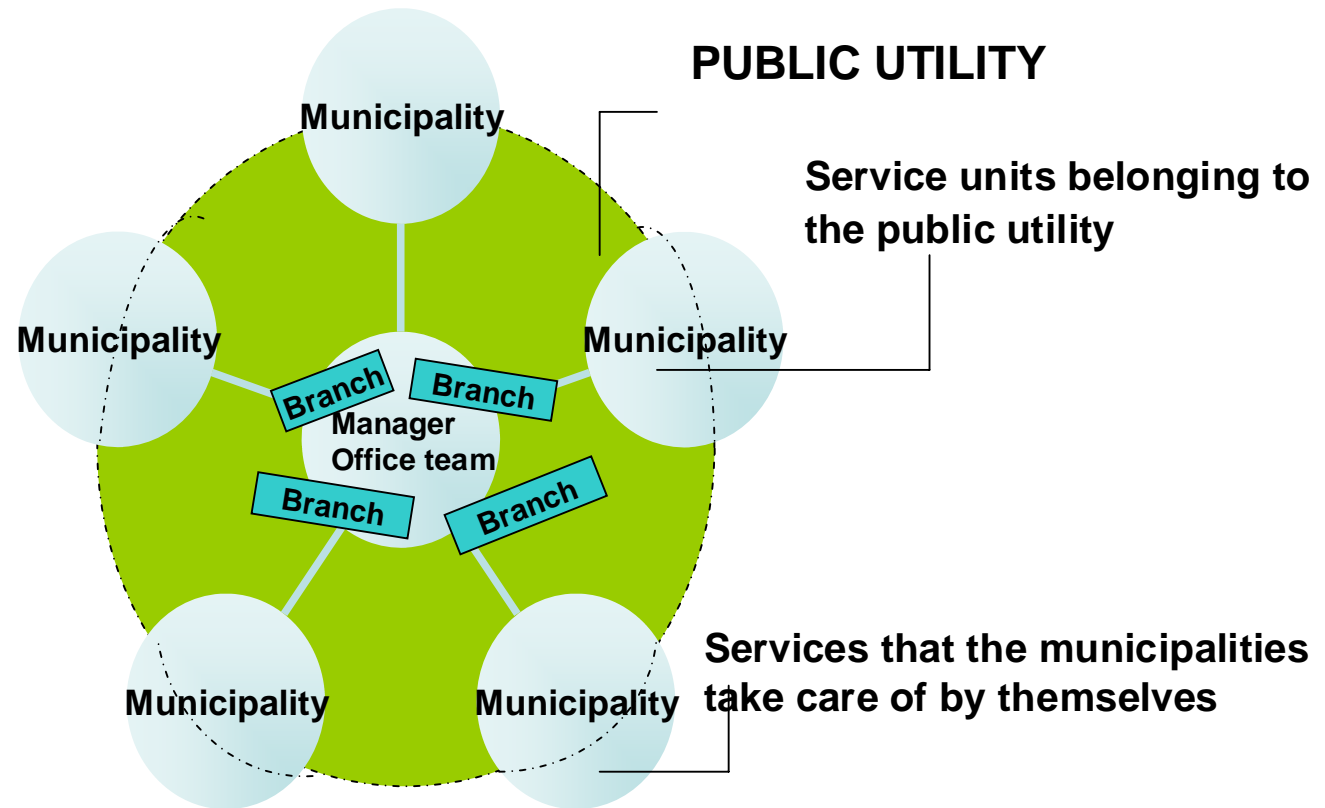 PUBLIC UTILITY
Municipality
Service units belonging to
the public utility
Municipality
Municipality
Branch
Branch
Manager
Office team
Branch
Branch
Services that the municipalities
take care of by themselves
Municipality
Municipality